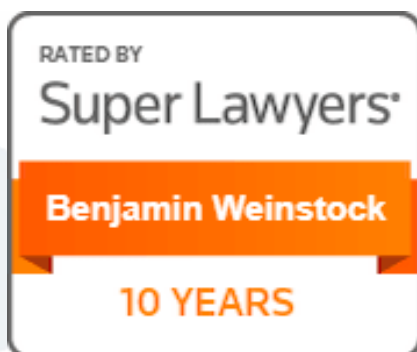 RATED BY
Super Lawyers®
Benjamin Weinstock
10 YEARS